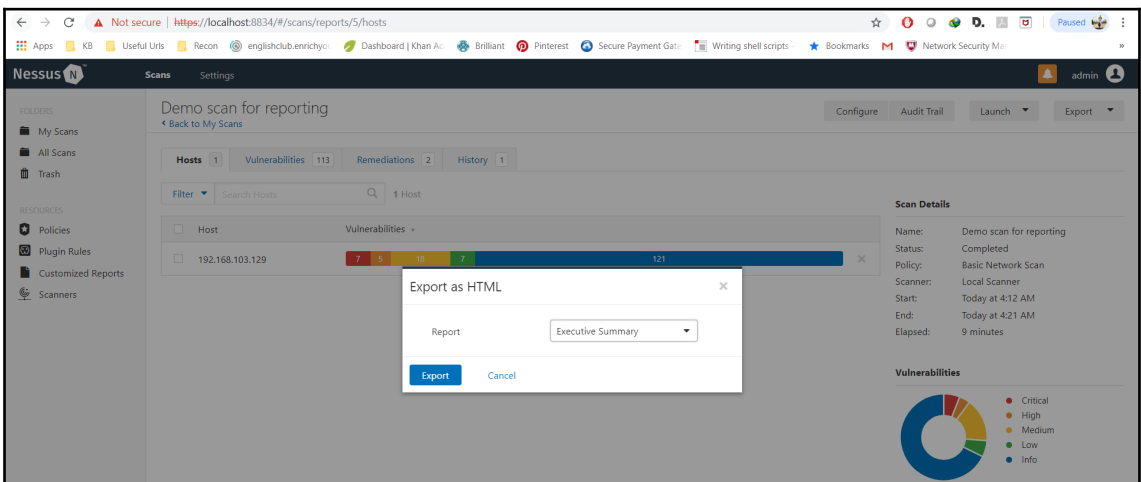 Not secure | https://localhost:8834/#/scans/reports/5/hosts Paused
Apps KB Useful Urls Recon englishclub.enrichyou Dashboard | Khan Ac Brilliant Pinterest Secure Payment Gate Writing shell scripts - Bookmarks Network Security Ma »
Nessus N Scans Settings admin
FOLDERS
My Scans
All Scans
Trash
RESOURCES
Policies
Plugin Rules
Customized Reports
Scanners
Demo scan for reporting
Back to My Scans
Configure Audit Trail Launch Export
Hosts 1 Vulnerabilities 113 Remediations 2 History 1
Filter Search Hosts 1 Host
Host Vulnerabilities
192.168.103.129 7 5 18 7 121
Export as HTML
Report Executive Summary
Export Cancel
Scan Details
Name: Demo scan for reporting
Status: Completed
Policy: Basic Network Scan
Scanner: Local Scanner
Start: Today at 4:12 AM
End: Today at 4:21 AM
Elapsed: 9 minutes
Vulnerabilities
Critical
High
Medium
Low
Info